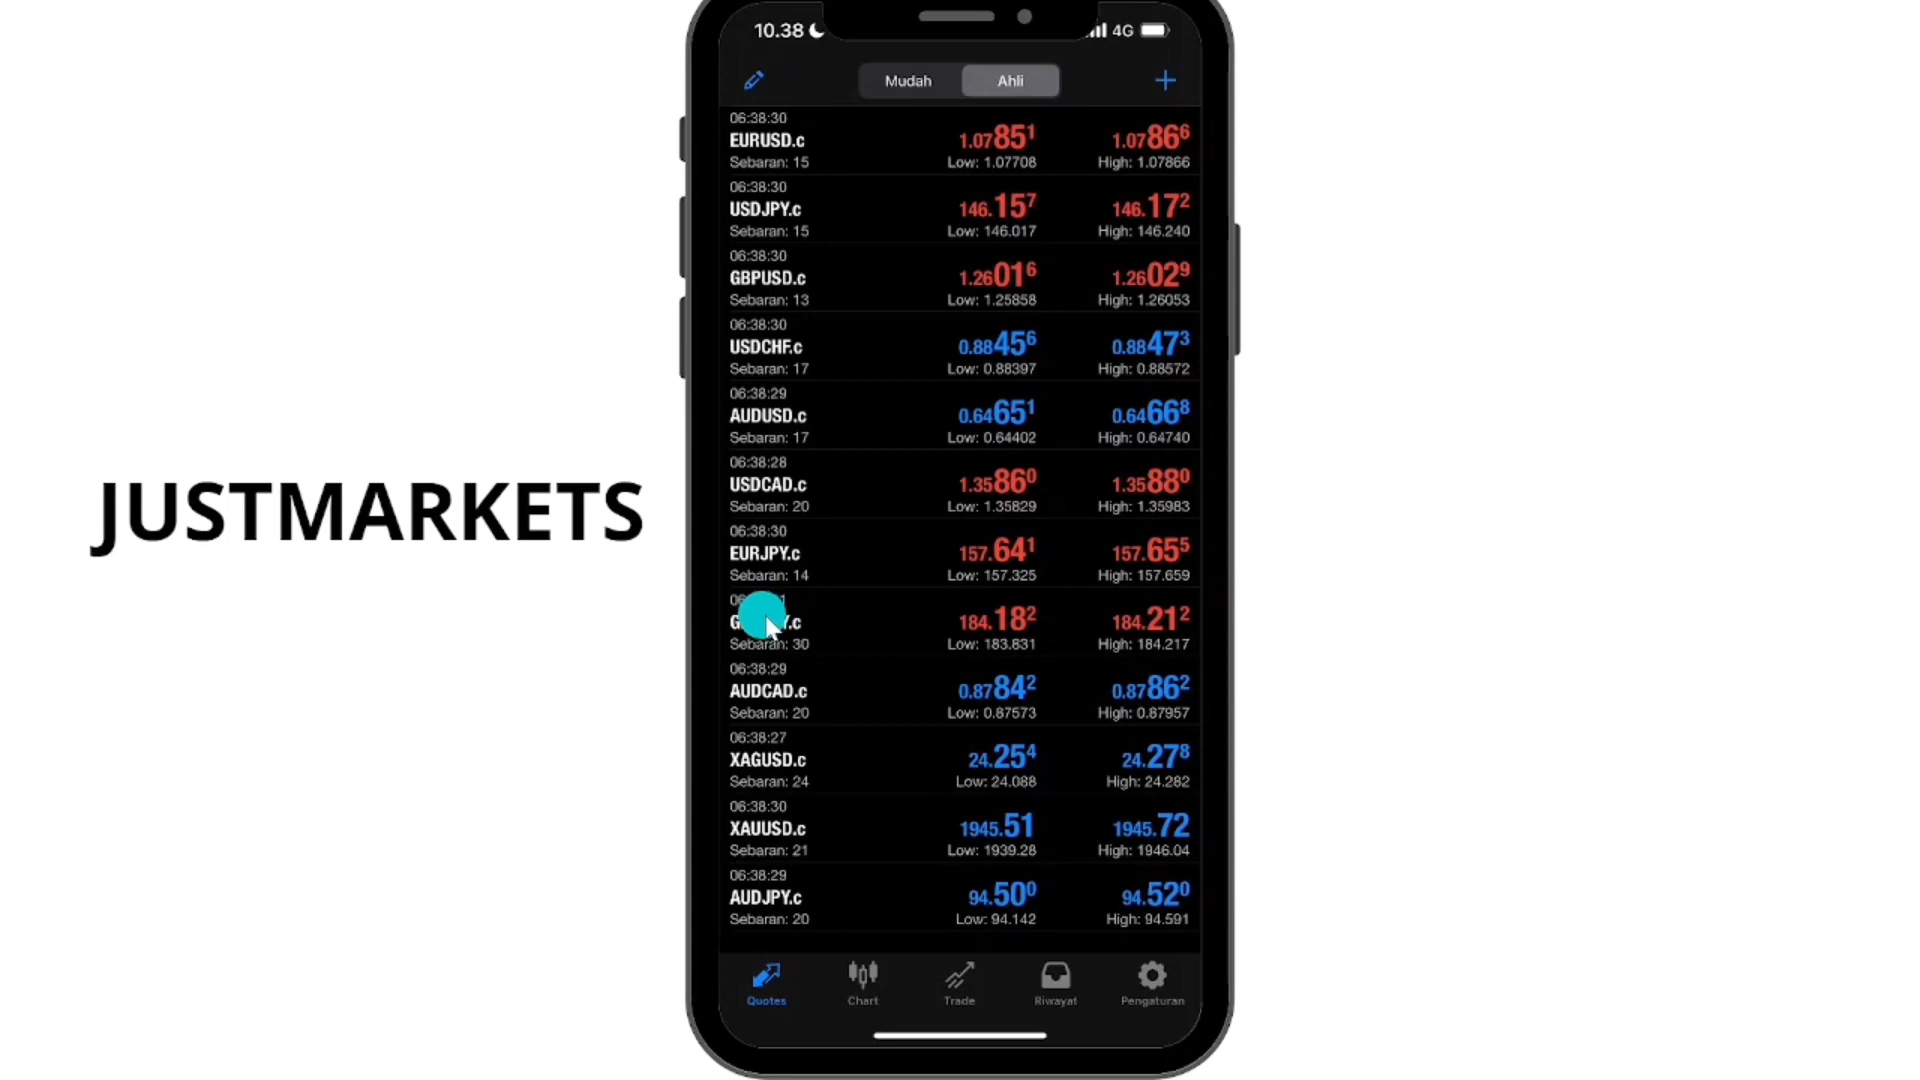 10.38 4G
Mudah Ahli
06:38:30
EURUSD.c 1.07851 1.07866
Sebaran: 15 Low: 1.07708 High: 1.07866
06:38:30
USDJPY.c 146.157 146.172
Sebaran: 15 Low: 146.017 High: 146.240
06:38:30
GBPUSD.c 1.26016 1.26029
Sebaran: 13 Low: 1.25858 High: 1.26053
06:38:30
USDCHF.c 0.88456 0.88473
Sebaran: 17 Low: 0.88397 High: 0.88572
06:38:29
AUDUSD.c 0.64651 0.64668
Sebaran: 17 Low: 0.64402 High: 0.64740
06:38:28
USDCAD.c 1.35860 1.35880
Sebaran: 20 Low: 1.35829 High: 1.35983
JUSTMARKETS
06:38:30
EURJPY.c 157.641 157.655
Sebaran: 14 Low: 157.325 High: 157.659
184.182 184.212
Sebaran: 30 Low: 183.831 High: 184.217
06:38:29
AUDCAD.c 0.87842 0.87862
Sebaran: 20 Low: 0.87573 High: 0.87957
06:38:27
XAGUSD.c 24.254 24.278
Sebaran: 24 Low: 24.088 High: 24.282
06:38:30
XAUUSD.c 1945.51 1945.72
Sebaran: 21 Low: 1939.28 High: 1946.04
06:38:29
AUDJPY.c 94.500 94.520
Sebaran: 20 Low: 94.142 High: 94.591
Quotes Chart Trade Riwayat Pengaturan